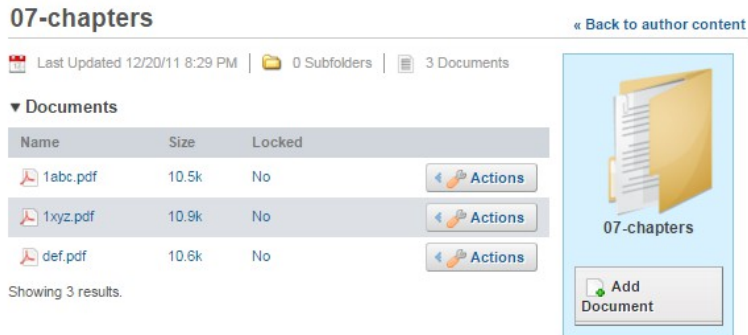 07-chapters
« Back to author content
Last Updated 12/20/11 8:29 PM | 0 Subfolders | 3 Documents
▼ Documents
Name Size Locked
1abc.pdf 10.5k No Actions
1xyz.pdf 10.9k No Actions
def.pdf 10.6k No Actions
Showing 3 results.
07-chapters
Add
Document